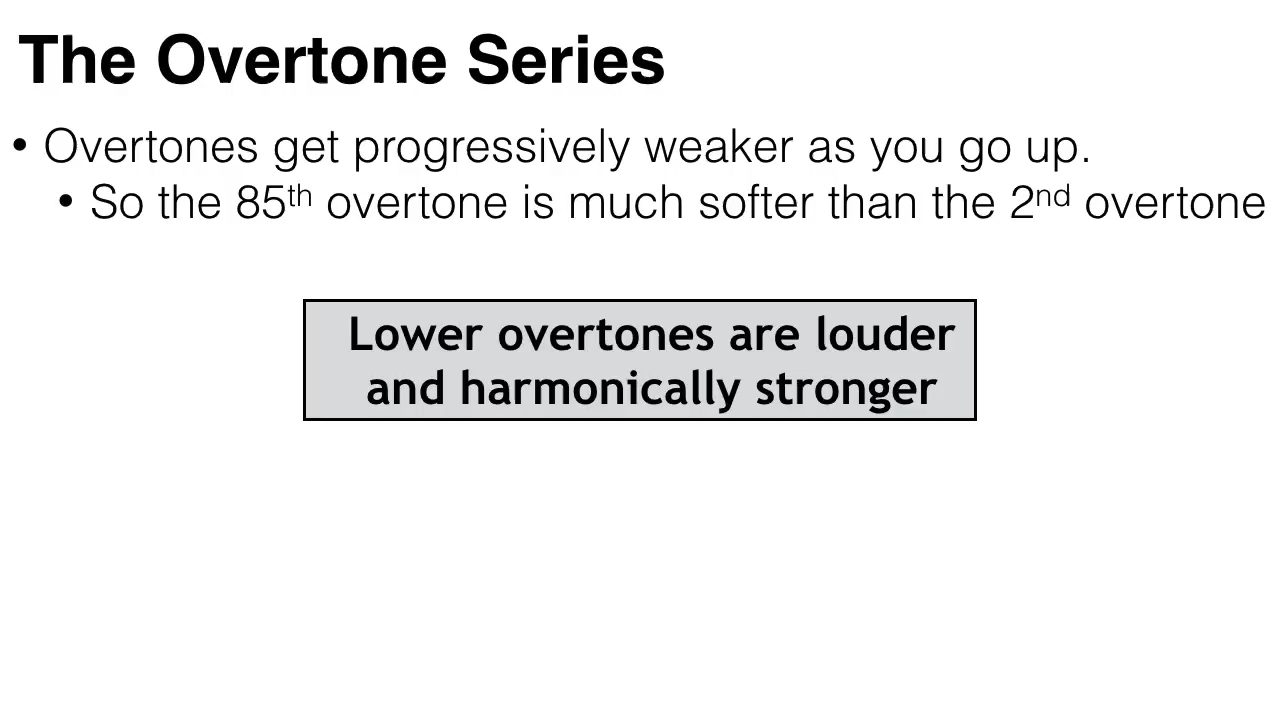 The Overtone Series
• Overtones get progressively weaker as you go up.
• So the 85th overtone is much softer than the 2nd overtone
Lower overtones are louder
and harmonically stronger